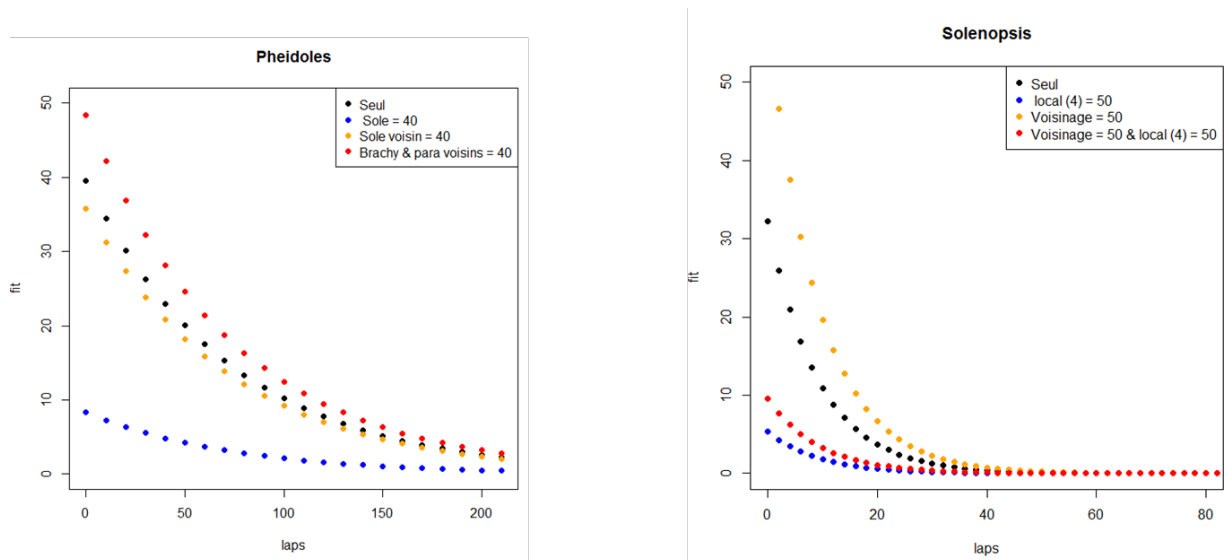 Pheidoles
Seul
Sole = 40
Sole voisin = 40
Brachy & para voisins = 40
fit
50
40
30
20
10
0
0 50 100 150 200
laps
Solenopsis
Seul
local (4) = 50
Voisinage = 50
Voisinage = 50 & local (4) = 50
fit
50
40
30
20
10
0
0 20 40 60 80
laps